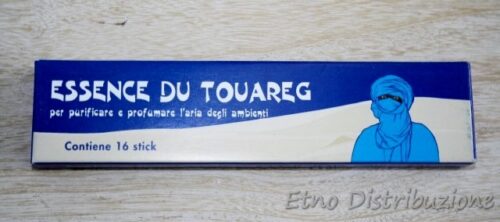 ESSENCE DU TOUAREG
per purificare e profumare l'aria degli ambienti
Contiene 16 stick
Etno Distribuzione